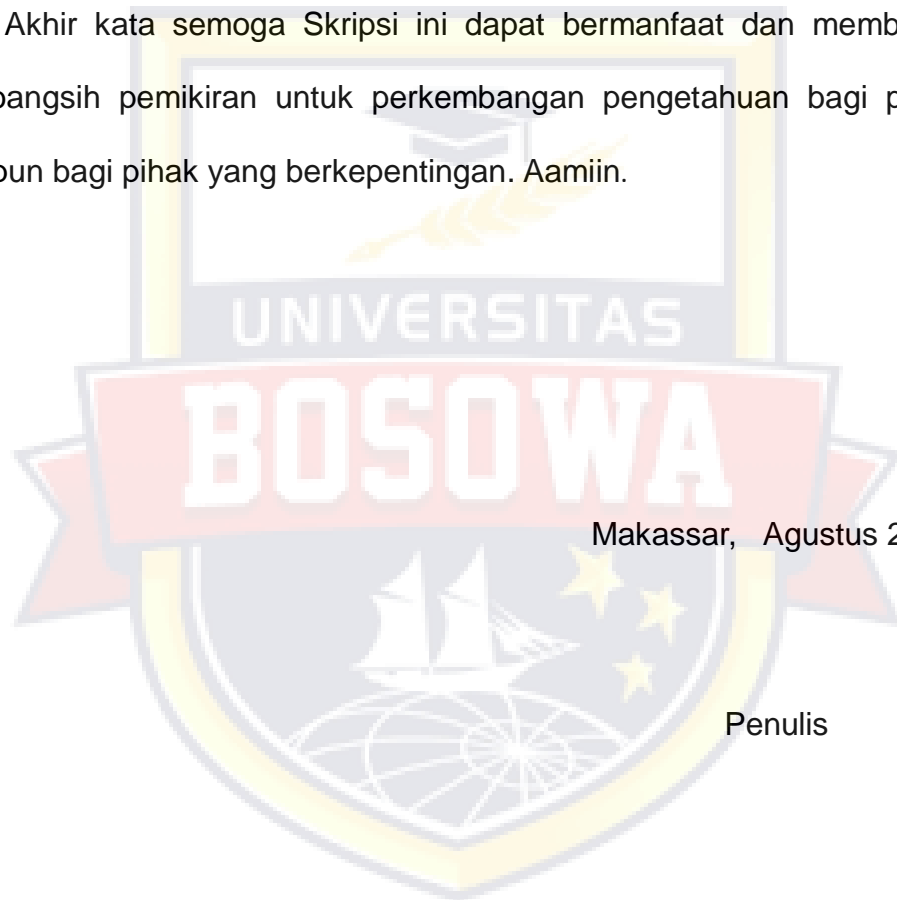 Akhir kata semoga Skripsi ini dapat bermanfaat dan memb
bangsih pemikiran untuk perkembangan pengetahuan bagi p
pun bagi pihak yang berkepentingan. Aamiin.
UNIVERSITAS
BOSOWA
Makassar, Agustus 2
Penulis